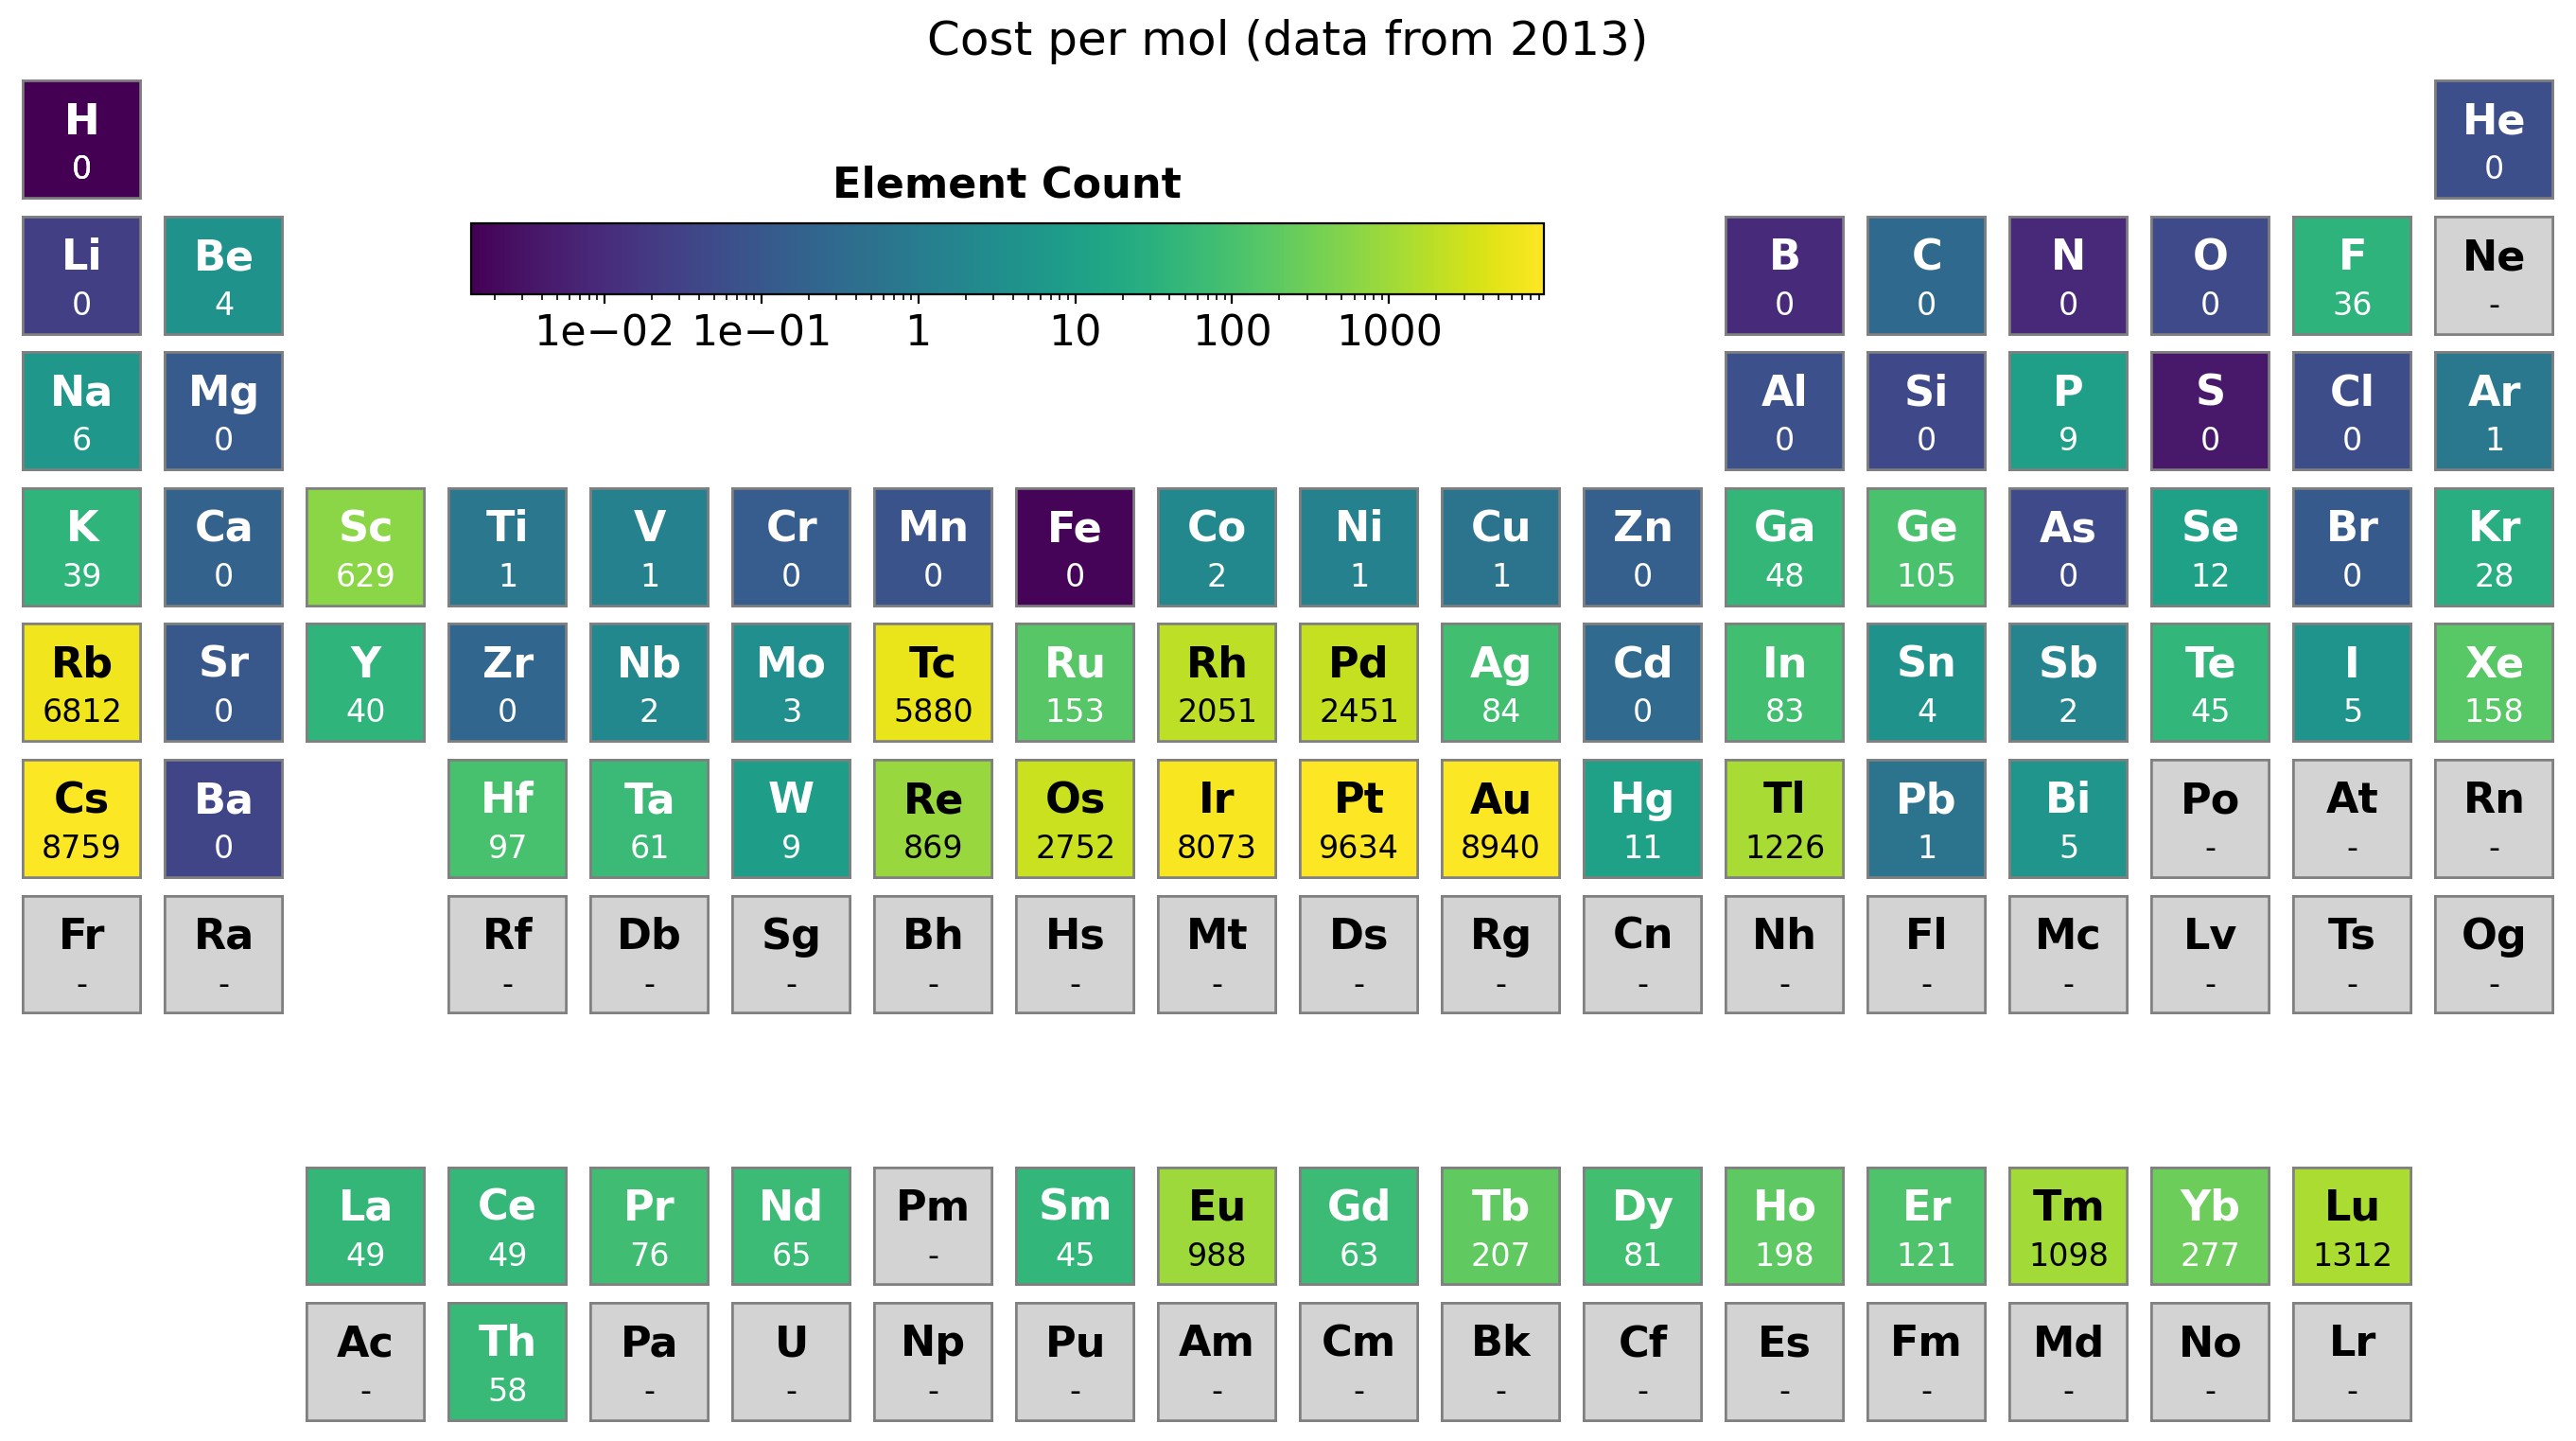 Cost per mol (data from 2013)
H He
0 0
Element Count
Li Be B C N O F Ne
0 4 0 0 0 0 36 -
1e−02 1e−01 1 10 100 1000
Na Mg Al Si P S Cl Ar
6 0 0 0 9 0 0 1
K Ca Sc Ti V Cr Mn Fe Co Ni Cu Zn Ga Ge As Se Br Kr
39 0 629 1 1 0 0 0 2 1 1 0 48 105 0 12 0 28
Rb Sr Y Zr Nb Mo Tc Ru Rh Pd Ag Cd In Sn Sb Te I Xe
6812 0 40 0 2 3 5880 153 2051 2451 84 0 83 4 2 45 5 158
Cs Ba Hf Ta W Re Os Ir Pt Au Hg Tl Pb Bi Po At Rn
8759 0 97 61 9 869 2752 8073 9634 8940 11 1226 1 5 - - -
Fr Ra Rf Db Sg Bh Hs Mt Ds Rg Cn Nh Fl Mc Lv Ts Og
- - - - - - - - - - - - - - - - -
La Ce Pr Nd Pm Sm Eu Gd Tb Dy Ho Er Tm Yb Lu
49 49 76 65 - 45 988 63 207 81 198 121 1098 277 1312
Ac Th Pa U Np Pu Am Cm Bk Cf Es Fm Md No Lr
- 58 - - - - - - - - - - - - -